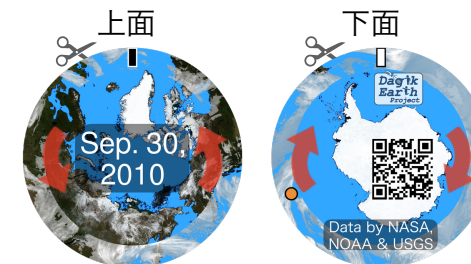 上面
下面
Sep. 30,
2010
Dagik
Earth
Project
Data by NASA,
NOAA & USGS